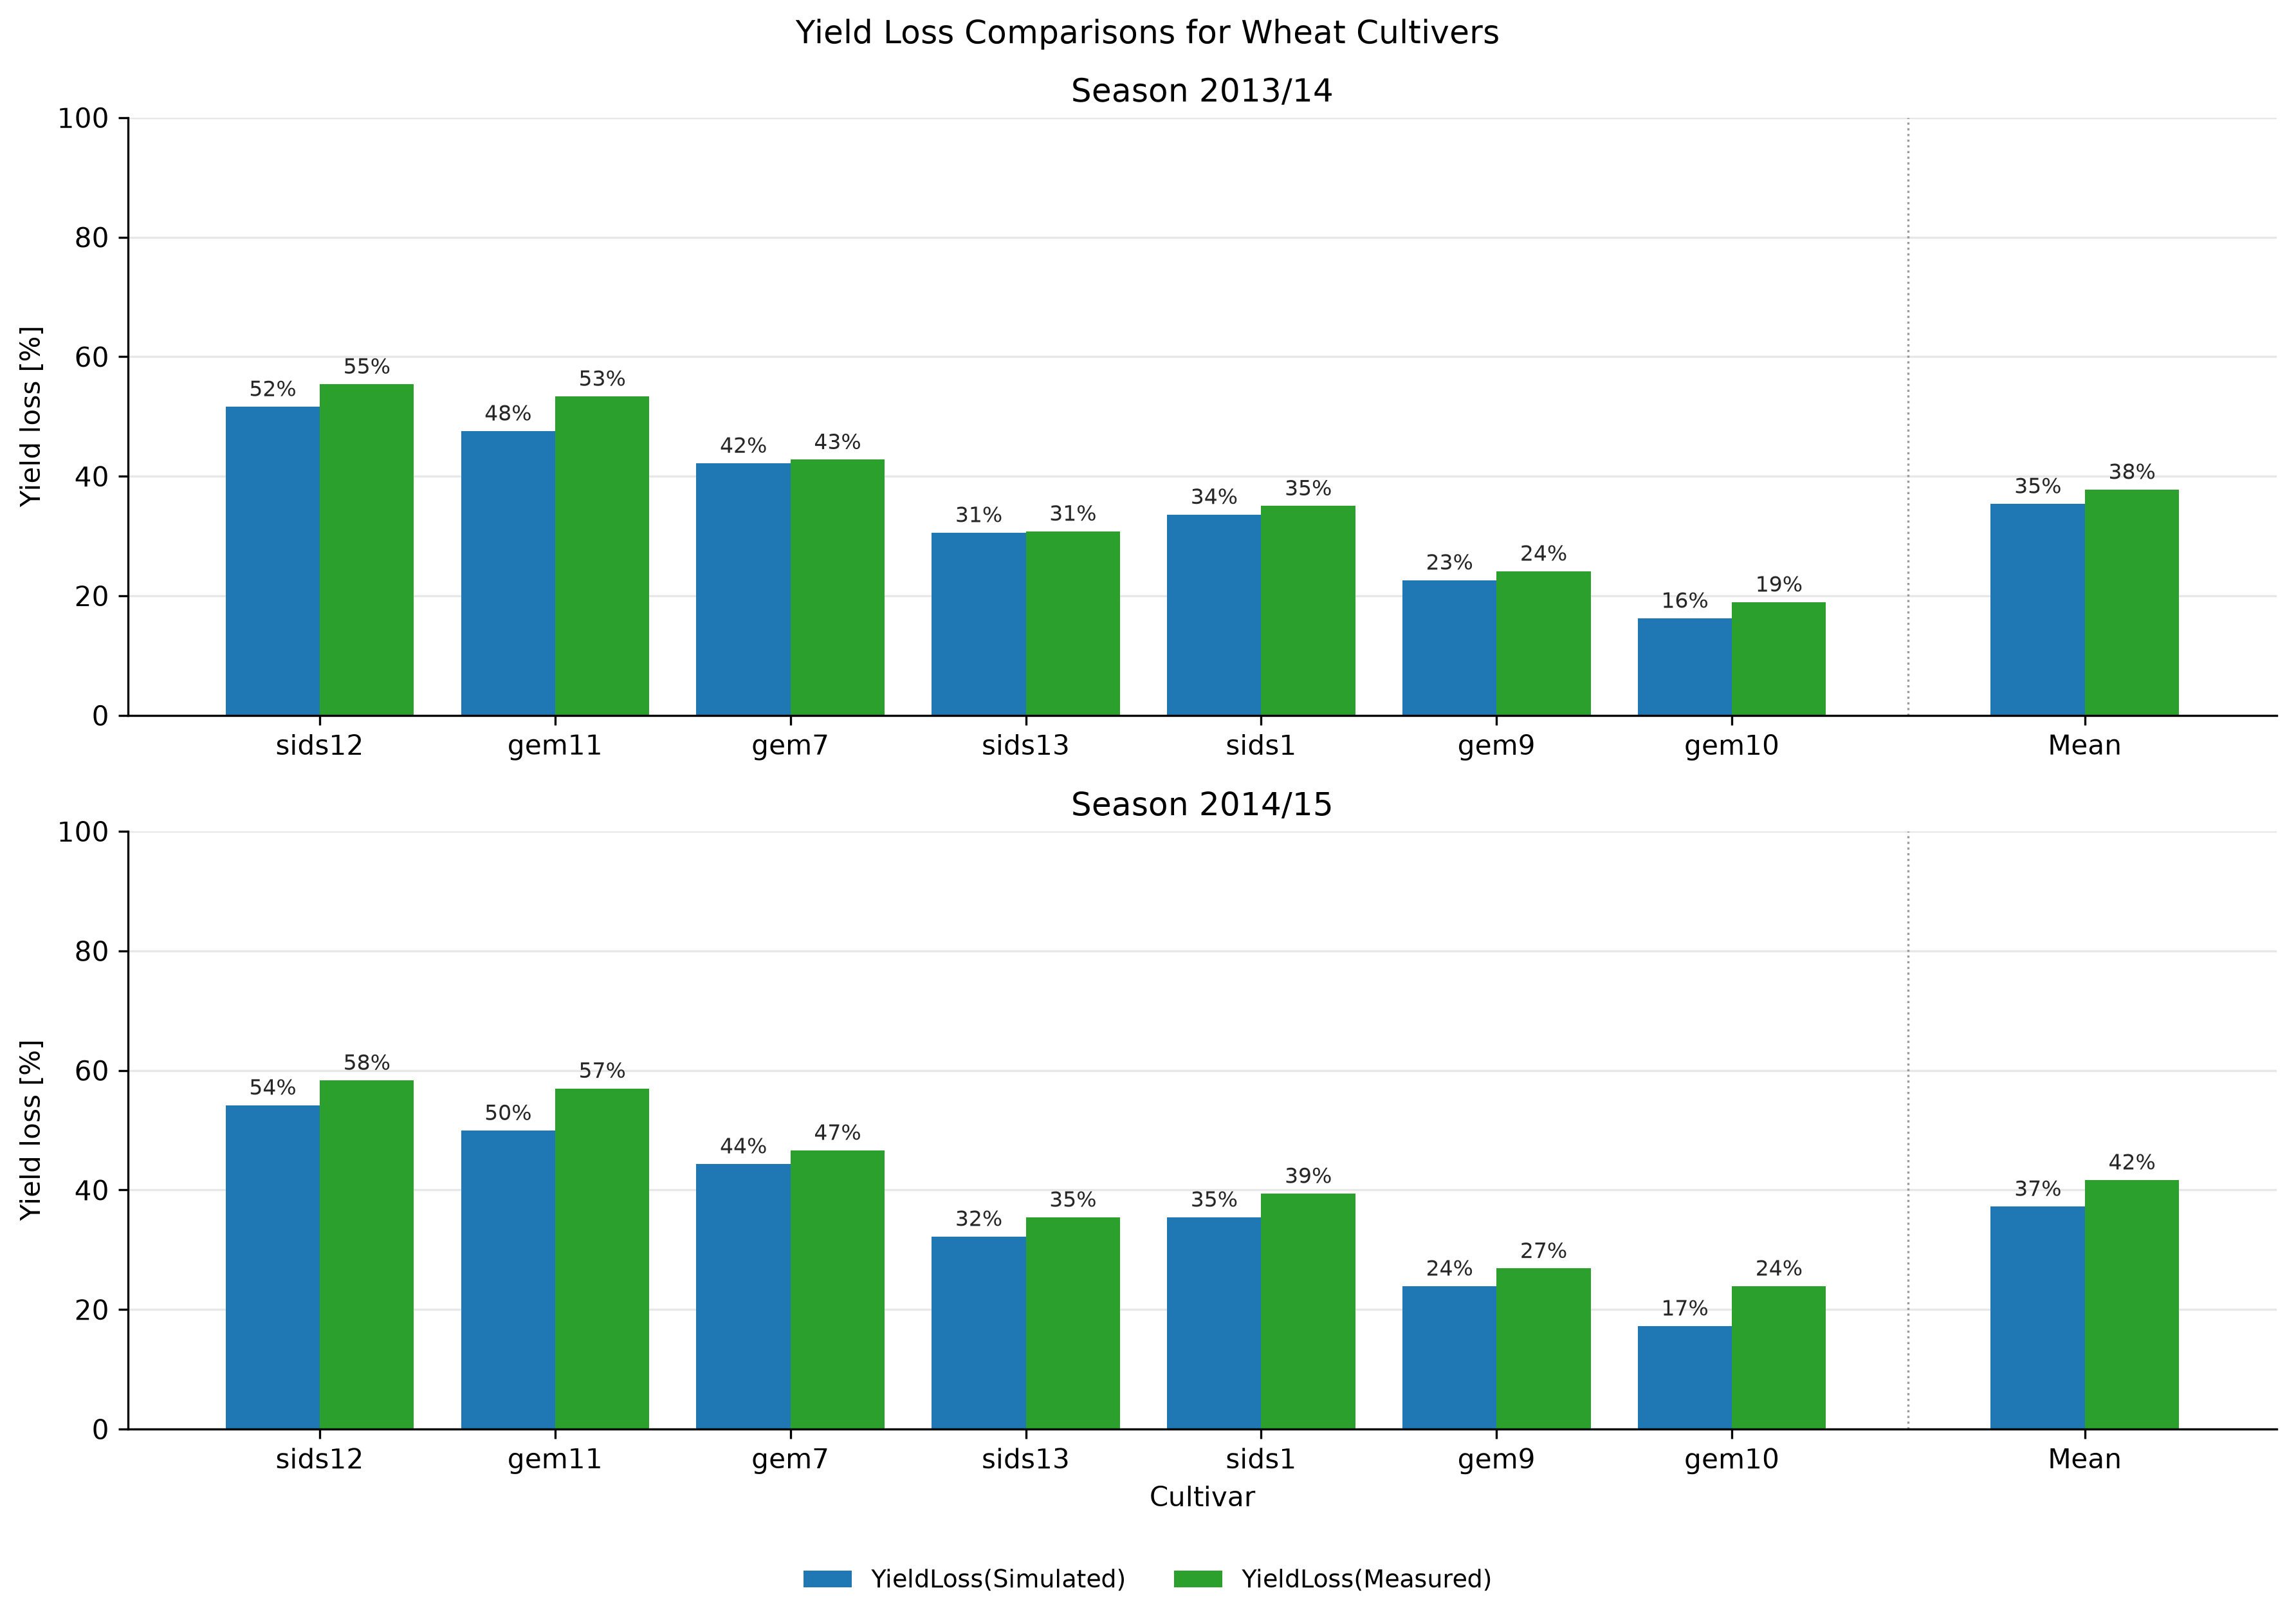 Yield Loss Comparisons for Wheat Cultivers
Season 2013/14
Yield loss [%]
100
80
60
40
20
0
52% 55% 48% 53% 42% 43% 31% 31% 34% 35% 23% 24% 16% 19% 35% 38%
sids12 gem11 gem7 sids13 sids1 gem9 gem10 Mean
Season 2014/15
Yield loss [%]
100
80
60
40
20
0
54% 58% 50% 57% 44% 47% 32% 35% 35% 39% 24% 27% 17% 24% 37% 42%
sids12 gem11 gem7 sids13 sids1 gem9 gem10 Mean
Cultivar
YieldLoss(Simulated) YieldLoss(Measured)